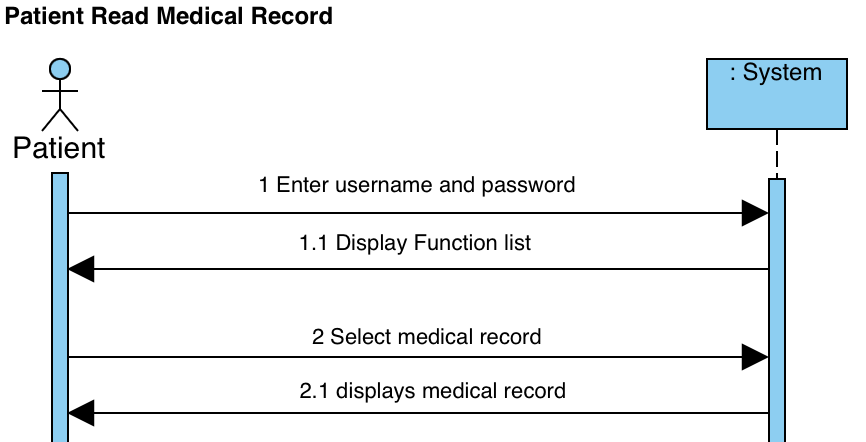 Patient Read Medical Record
: System
Patient
1 Enter username and password
1.1 Display Function list
2 Select medical record
2.1 displays medical record